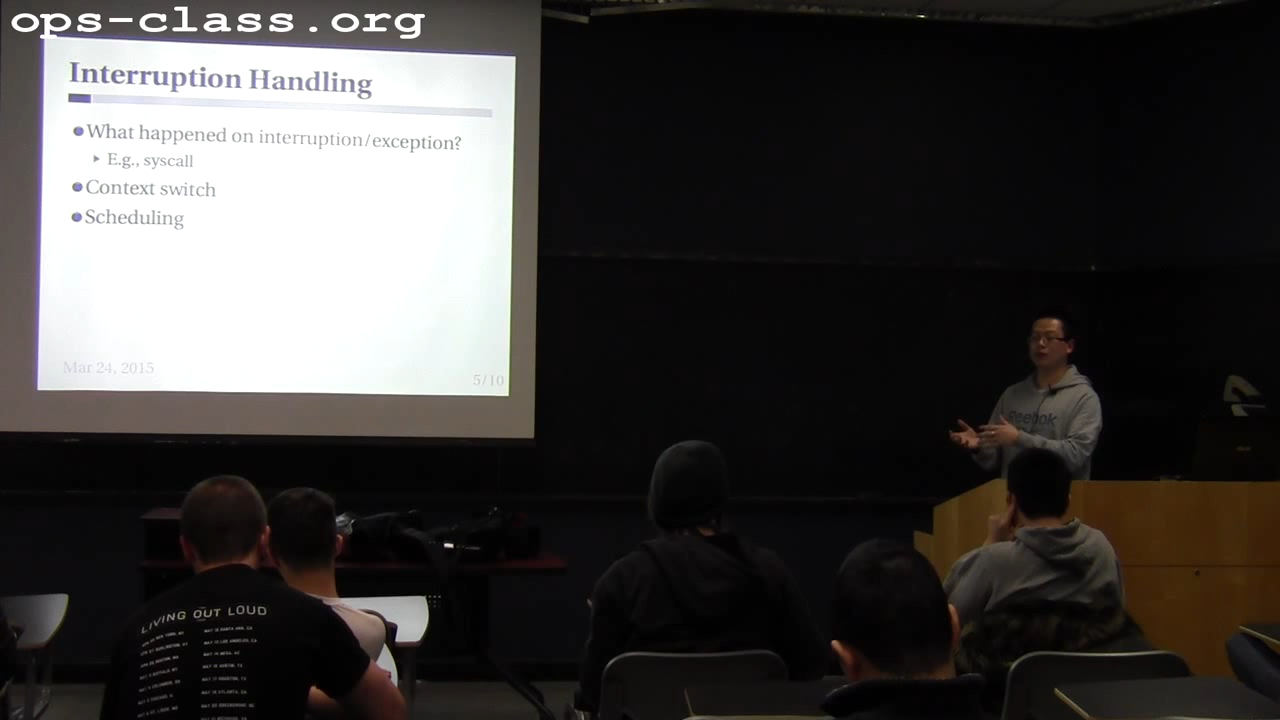 ops-class.org
Interruption Handling
What happened on interruption/exception?
E.g., syscall
Context switch
Scheduling
Mar 24, 2015
5/10
Reebok
LIVING OUT LOUD